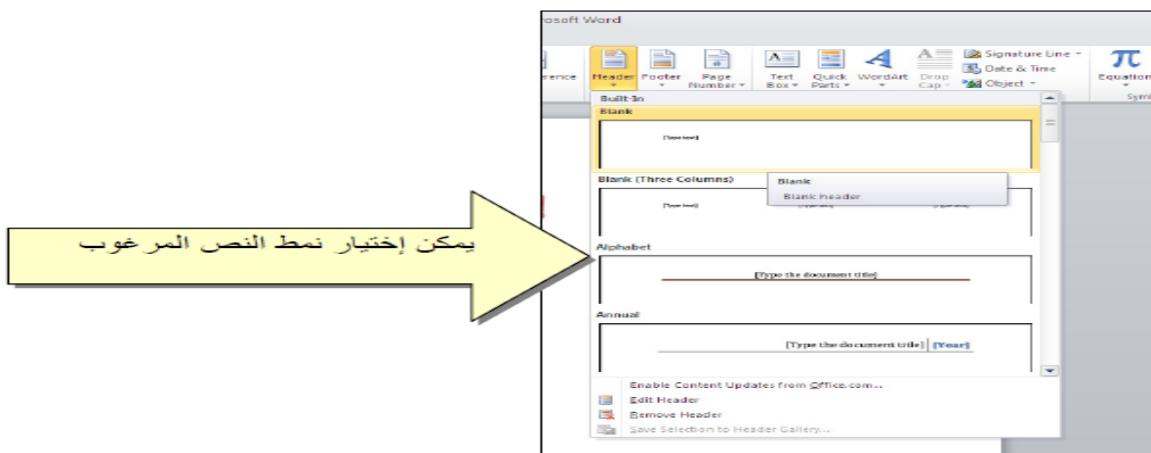 rosoft Word
erence
Header Footer Page Number Text Box Quick Parts WordArt Drop Cap
Signature Line
Date & Time
Object
Equation
Symb
Built-In
Blank
[Type text]
Blank (Three Columns)
Blank
Blank header
[Type text]
Alphabet
[Type the document title]
Annual
[Type the document title] [Year]
Enable Content Updates from Office.com...
Edit Header
Remove Header
Save Selection to Header Gallery...
يمكن إختيار نمط النص المرغوب